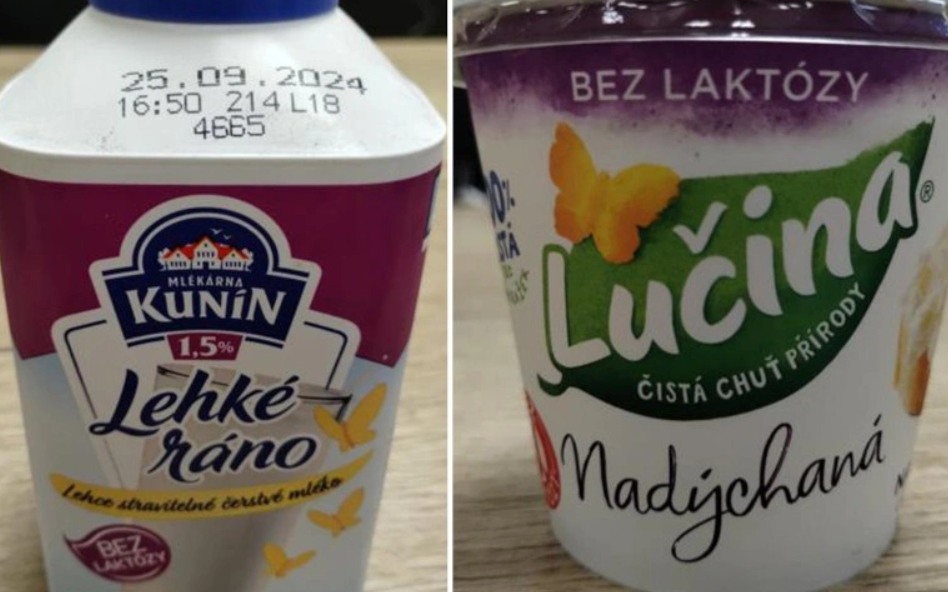 25.09.2024
16:50 214 L18
4665
MLÉKÁRNA
KUNÍN
1,5%
Lehké
ráno
Lehce stravitelné čerstvé mléko
BEZ
LAKTÓZY
BEZ LAKTÓZY
Lučina®
ČISTÁ CHUŤ PŘÍRODY
Nadýchaná